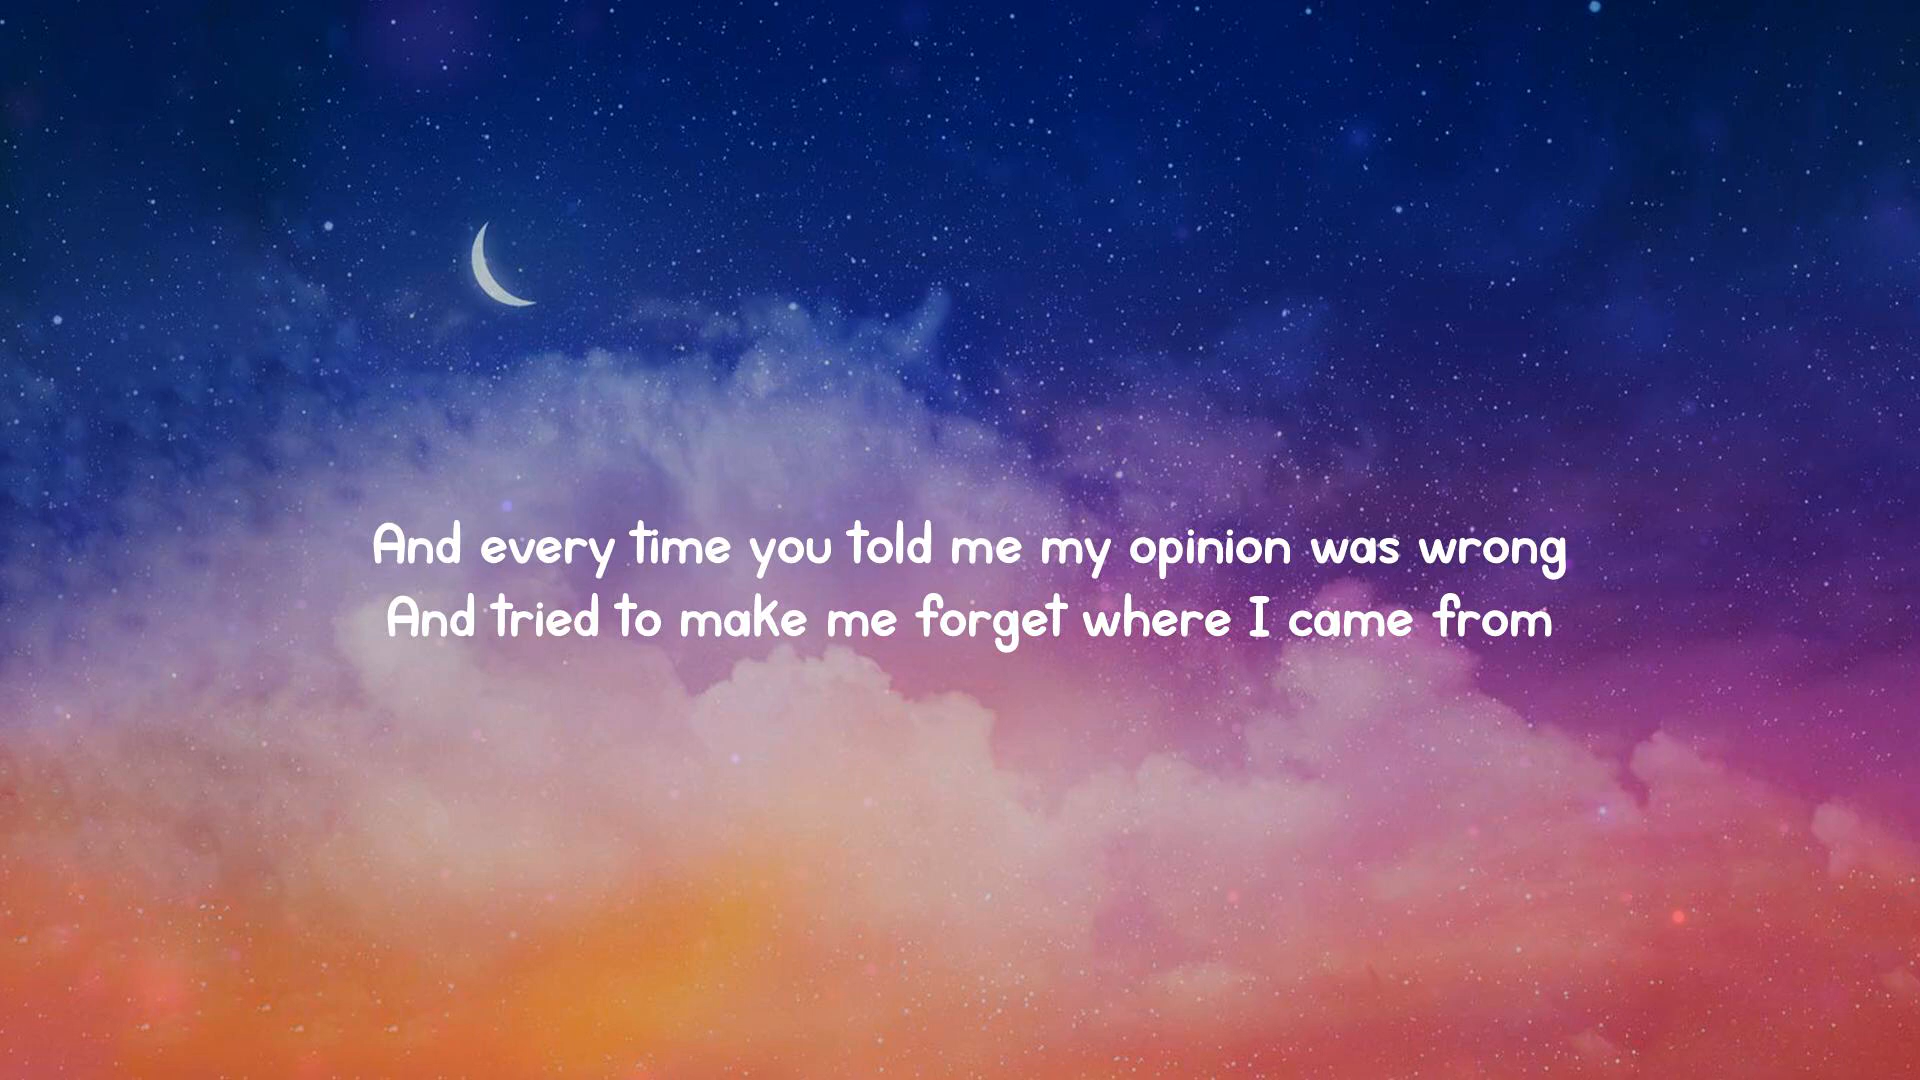 And every time you told me my opinion was wrong
And tried to make me forget where I came from